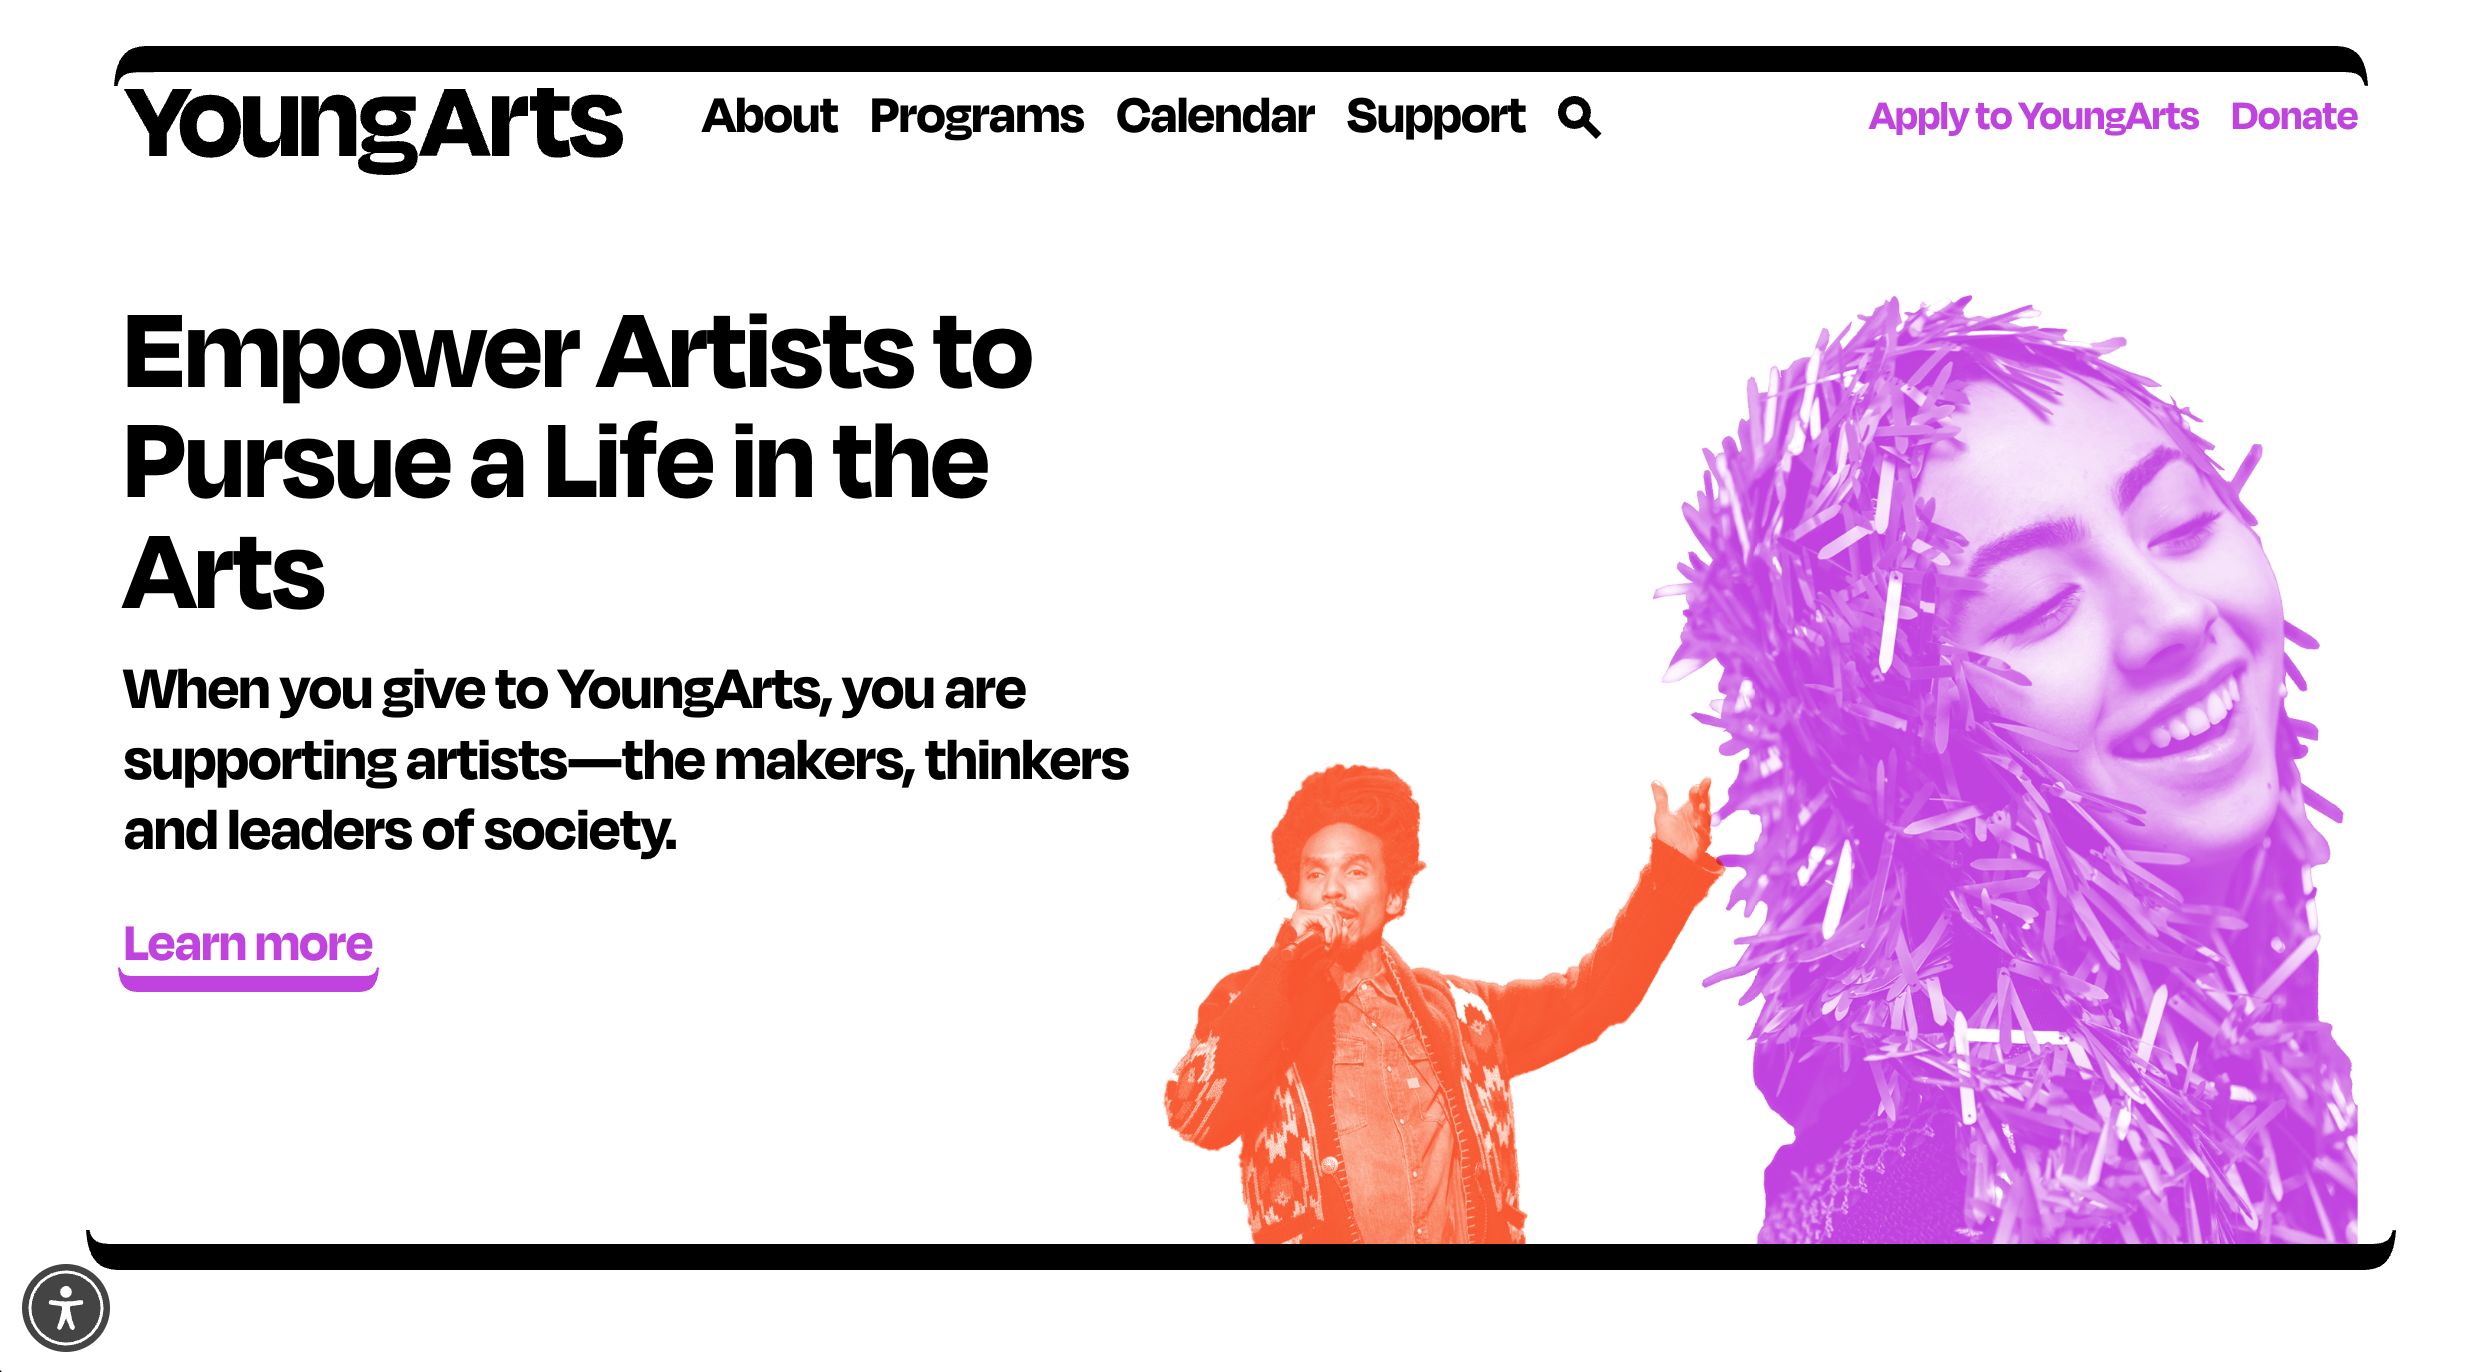 YoungArts
About Programs Calendar Support
Apply to YoungArts Donate
Empower Artists to
Pursue a Life in the
Arts
When you give to YoungArts, you are
supporting artists—the makers, thinkers
and leaders of society.
Learn more